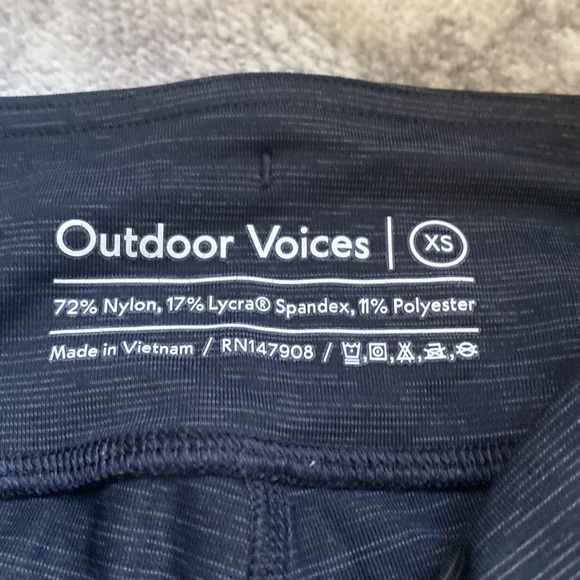 Outdoor Voices | XS
72% Nylon, 17% Lycra® Spandex, 11% Polyester
Made in Vietnam / RN147908 /